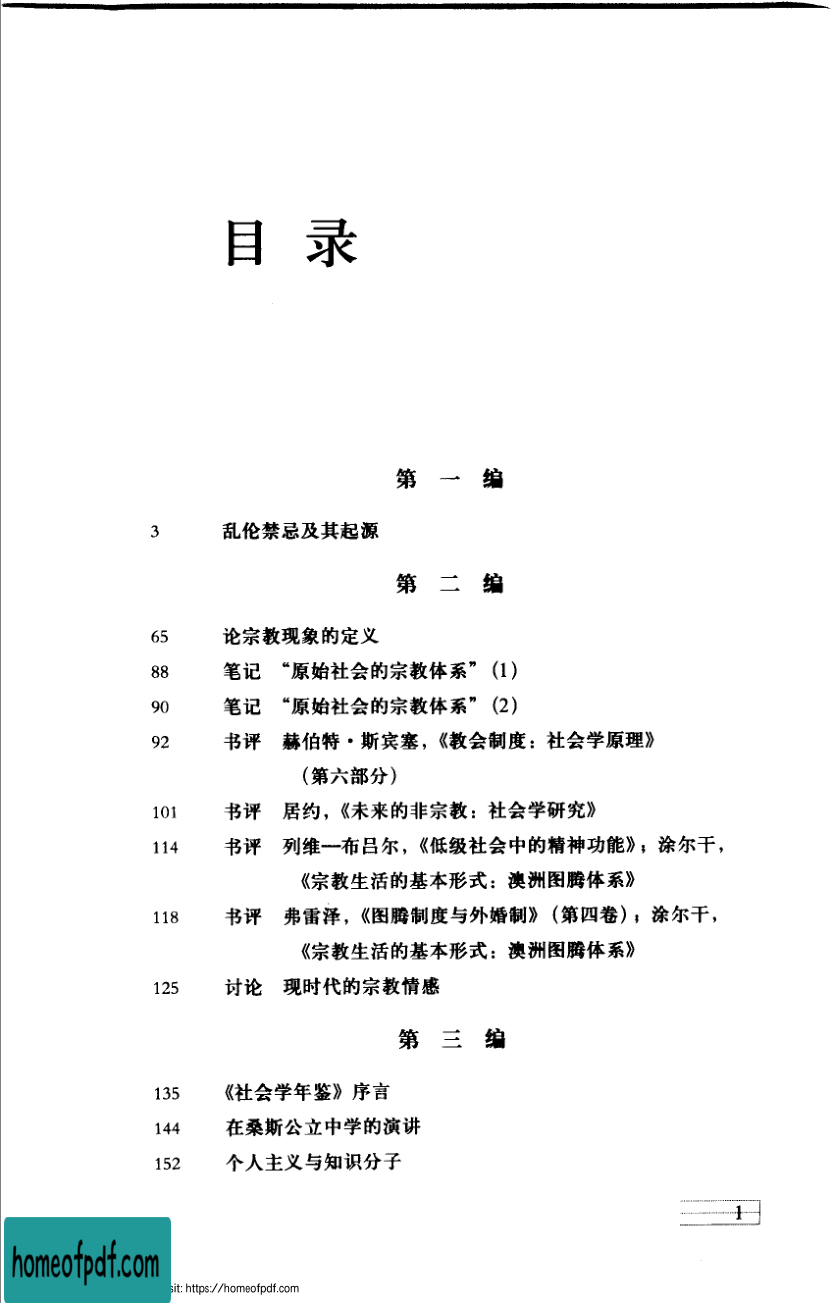 目 录
第 一 编
3 乱伦禁忌及其起源
第 二 编
65 论宗教现象的定义
88 笔记 “原始社会的宗教体系” (1)
90 笔记 “原始社会的宗教体系” (2)
92 书评 赫伯特·斯宾塞，《教会制度：社会学原理》
（第六部分）
101 书评 居约，《未来的非宗教：社会学研究》
114 书评 列维—布吕尔，《低级社会中的精神功能》；涂尔干，
《宗教生活的基本形式：澳洲图腾体系》
118 书评 弗雷泽，《图腾制度与外婚制》（第四卷）；涂尔干，
《宗教生活的基本形式：澳洲图腾体系》
125 讨论 现时代的宗教情感
第 三 编
135 《社会学年鉴》序言
144 在桑斯公立中学的演讲
152 个人主义与知识分子
1
homeofpdf.com
sit: https://homeofpdf.com